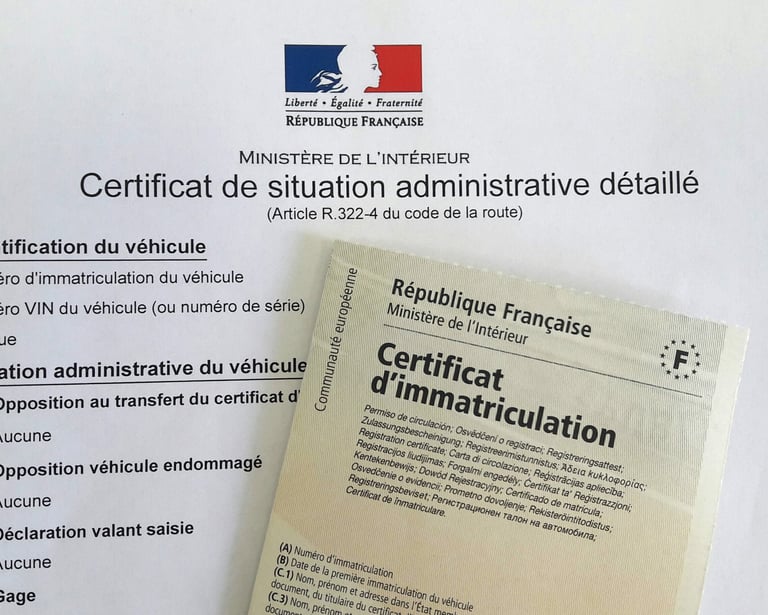 Liberté • Égalité • Fraternité
RÉPUBLIQUE FRANÇAISE
MINISTÈRE DE L'INTÉRIEUR
Certificat de situation administrative détaillé
(Article R.322-4 du code de la route)
tification du véhicule
éro d'immatriculation du véhicule
éro VIN du véhicule (ou numéro de série)
ue
ation administrative du véhicule
Opposition au transfert du certificat d'
Aucune
Opposition véhicule endommagé
Aucune
Déclaration valant saisie
Aucune
Gage
Communauté européenne
République Française
Ministère de l'Intérieur
F
Certificat
d'immatriculation
Permiso de circulación; Osvědčení o registraci; Registreringsattest;
Zulassungsbescheinigung; Registreerimistunnistus; Άδεια κυκλοφορίας;
Registration certificate; Carta di circolazione; Reģistrācijas apliecība;
Registracijos liudijimas; Forgalmi engedély; Ċertifikat ta' Reġistrazzjoni;
Kentekenbewijs; Dowód Rejestracyjny; Certificado de matrícula;
Osvedčenie o evidencii; Prometno dovoljenje; Rekisteröintitodistus;
Registreringsbeviset; Регистрационен талон на автомобила;
Certificat de înmatriculare.
(A) Numéro d'immatriculation
(B) Date de la première immatriculation du véhicule
(C.1) Nom, prénom et adresse dans l'État mem
document, du titulaire du certific
(C.3) Nom, prénom
document